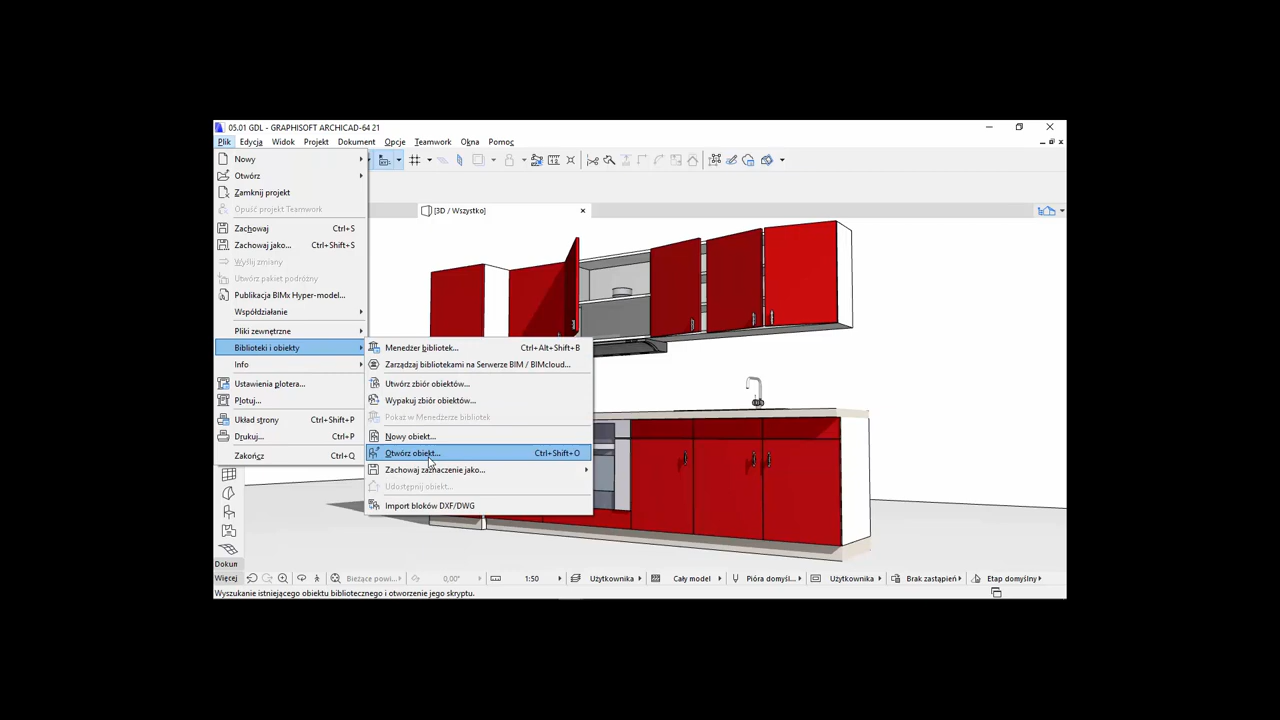 05.01 GDL - GRAPHISOFT ARCHICAD-64 21
Plik Edycja Widok Projekt Dokument Opcje Teamwork Okna Pomoc
[3D / Wszystko]
Nowy
Otwórz
Zamknij projekt
Opuść projekt Teamwork
Zachowaj Ctrl+S
Zachowaj jako... Ctrl+Shift+S
Wyślij zmiany
Utwórz pakiet podróżny
Publikacja BIMx Hyper-model...
Współdziałanie
Pliki zewnętrzne
Biblioteki i obiekty
Info
Ustawienia plotera...
Plotuj...
Układ strony Ctrl+Shift+P
Drukuj... Ctrl+P
Zakończ Ctrl+Q
Menedżer bibliotek... Ctrl+Alt+Shift+B
Zarządzaj bibliotekami na Serwerze BIM / BIMcloud...
Utwórz zbiór obiektów...
Wypakuj zbiór obiektów...
Pokaż w Menedżerze bibliotek
Nowy obiekt...
Otwórz obiekt... Ctrl+Shift+O
Zachowaj zaznaczenie jako...
Udostępnij obiekt...
Import bloków DXF/DWG
Dokun
Więcej
Bieżące powi... 0,00° 1:50 Użytkownika Cały model Pióra domyśl... Użytkownika Brak zastąpień Etap domyślny
Wyszukanie istniejącego obiektu bibliotecznego i otworzenie jego skryptu.